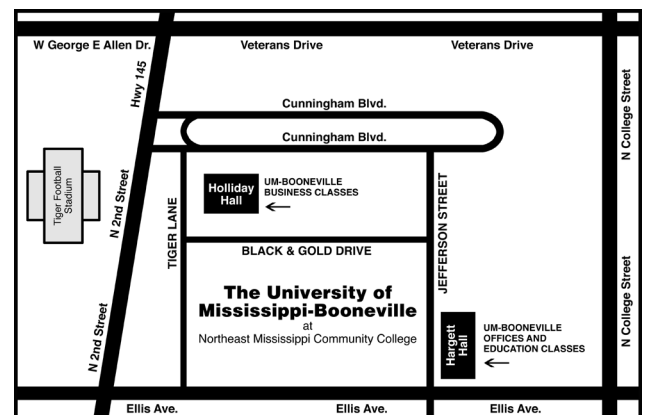 W George E Allen Dr.
Veterans Drive
Veterans Drive
Hwy 145
Cunningham Blvd.
Cunningham Blvd.
N College Street
Tiger Football
Stadium
N 2nd Street
TIGER LANE
Holliday
Hall
UM-BOONEVILLE
BUSINESS CLASSES
JEFFERSON STREET
BLACK & GOLD DRIVE
The University of
Mississippi-Booneville
at
Northeast Mississippi Community College
N 2nd Street
Hargett
Hall
UM-BOONEVILLE
OFFICES AND
EDUCATION CLASSES
N College Street
Ellis Ave.
Ellis Ave.
Ellis Ave.